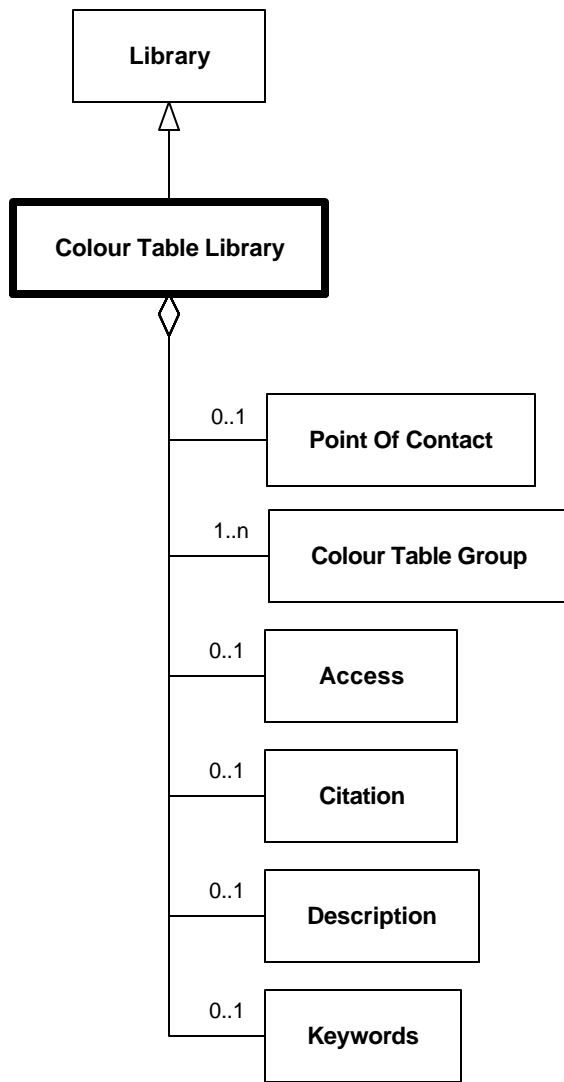 Library
Colour Table Library
0..1
Point Of Contact
1..n
Colour Table Group
0..1
Access
0..1
Citation
0..1
Description
0..1
Keywords